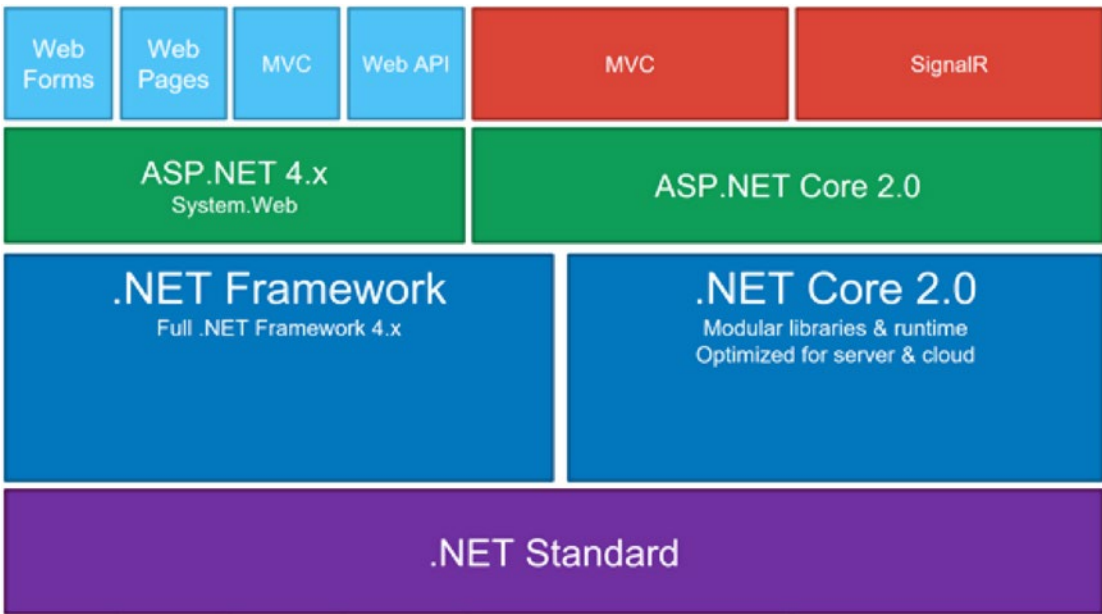 Web
Forms
Web
Pages
MVC
Web API
MVC
SignalR
ASP.NET 4.x
System.Web
ASP.NET Core 2.0
.NET Framework
Full .NET Framework 4.x
.NET Core 2.0
Modular libraries & runtime
Optimized for server & cloud
.NET Standard